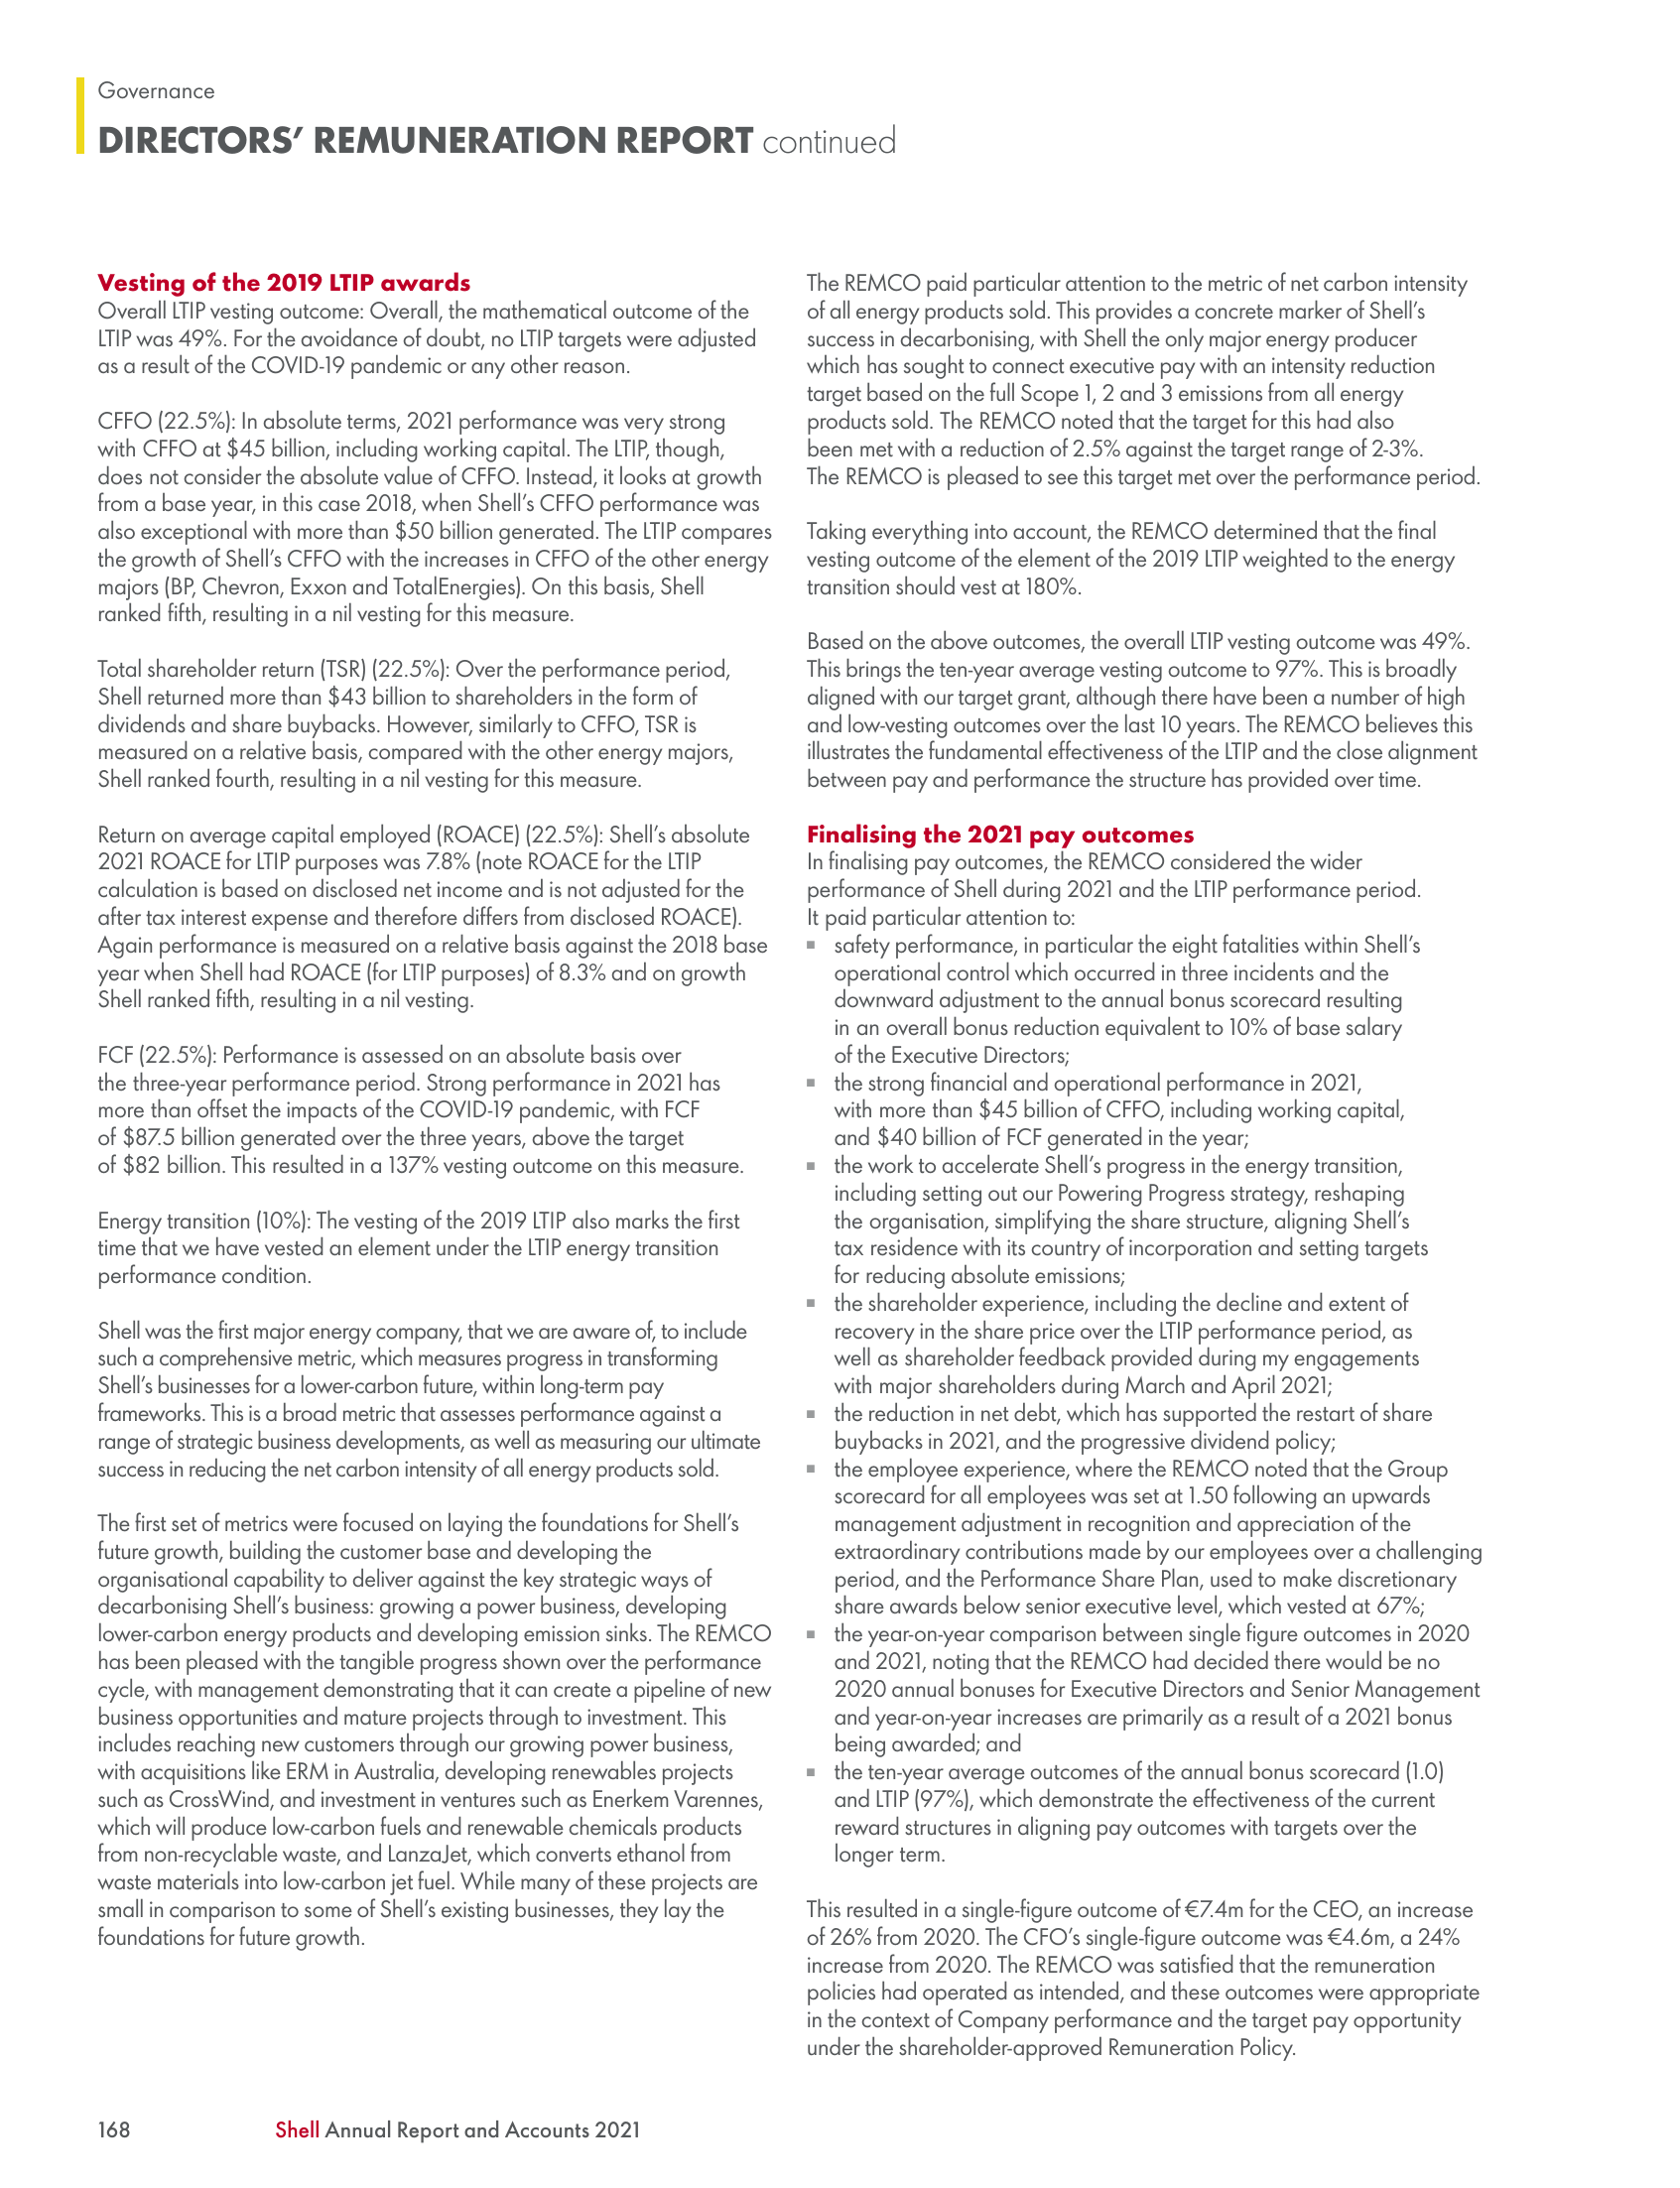 Governance
DIRECTORS’ REMUNERATION REPORT continued
Vesting of the 2019 LTIP awards
Overall LTIP vesting outcome: Overall, the mathematical outcome of the
LTIP was 49%. For the avoidance of doubt, no LTIP targets were adjusted
as a result of the COVID-19 pandemic or any other reason.
CFFO (22.5%): In absolute terms, 2021 performance was very strong
with CFFO at $45 billion, including working capital. The LTIP, though,
does not consider the absolute value of CFFO. Instead, it looks at growth
from a base year, in this case 2018, when Shell’s CFFO performance was
also exceptional with more than $50 billion generated. The LTIP compares
the growth of Shell’s CFFO with the increases in CFFO of the other energy
majors (BP, Chevron, Exxon and TotalEnergies). On this basis, Shell
ranked fifth, resulting in a nil vesting for this measure.
Total shareholder return (TSR) (22.5%): Over the performance period,
Shell returned more than $43 billion to shareholders in the form of
dividends and share buybacks. However, similarly to CFFO, TSR is
measured on a relative basis, compared with the other energy majors,
Shell ranked fourth, resulting in a nil vesting for this measure.
Return on average capital employed (ROACE) (22.5%): Shell’s absolute
2021 ROACE for LTIP purposes was 7.8% (note ROACE for the LTIP
calculation is based on disclosed net income and is not adjusted for the
after tax interest expense and therefore differs from disclosed ROACE).
Again performance is measured on a relative basis against the 2018 base
year when Shell had ROACE (for LTIP purposes) of 8.3% and on growth
Shell ranked fifth, resulting in a nil vesting.
FCF (22.5%): Performance is assessed on an absolute basis over
the three-year performance period. Strong performance in 2021 has
more than offset the impacts of the COVID-19 pandemic, with FCF
of $87.5 billion generated over the three years, above the target
of $82 billion. This resulted in a 137% vesting outcome on this measure.
Energy transition (10%): The vesting of the 2019 LTIP also marks the first
time that we have vested an element under the LTIP energy transition
performance condition.
Shell was the first major energy company, that we are aware of, to include
such a comprehensive metric, which measures progress in transforming
Shell’s businesses for a lower-carbon future, within long-term pay
frameworks. This is a broad metric that assesses performance against a
range of strategic business developments, as well as measuring our ultimate
success in reducing the net carbon intensity of all energy products sold.
The first set of metrics were focused on laying the foundations for Shell’s
future growth, building the customer base and developing the
organisational capability to deliver against the key strategic ways of
decarbonising Shell’s business: growing a power business, developing
lower-carbon energy products and developing emission sinks. The REMCO
has been pleased with the tangible progress shown over the performance
cycle, with management demonstrating that it can create a pipeline of new
business opportunities and mature projects through to investment. This
includes reaching new customers through our growing power business,
with acquisitions like ERM in Australia, developing renewables projects
such as CrossWind, and investment in ventures such as Enerkem Varennes,
which will produce low-carbon fuels and renewable chemicals products
from non-recyclable waste, and LanzaJet, which converts ethanol from
waste materials into low-carbon jet fuel. While many of these projects are
small in comparison to some of Shell’s existing businesses, they lay the
foundations for future growth.
The REMCO paid particular attention to the metric of net carbon intensity
of all energy products sold. This provides a concrete marker of Shell’s
success in decarbonising, with Shell the only major energy producer
which has sought to connect executive pay with an intensity reduction
target based on the full Scope 1, 2 and 3 emissions from all energy
products sold. The REMCO noted that the target for this had also
been met with a reduction of 2.5% against the target range of 2-3%.
The REMCO is pleased to see this target met over the performance period.
Taking everything into account, the REMCO determined that the final
vesting outcome of the element of the 2019 LTIP weighted to the energy
transition should vest at 180%.
Based on the above outcomes, the overall LTIP vesting outcome was 49%.
This brings the ten-year average vesting outcome to 97%. This is broadly
aligned with our target grant, although there have been a number of high
and low-vesting outcomes over the last 10 years. The REMCO believes this
illustrates the fundamental effectiveness of the LTIP and the close alignment
between pay and performance the structure has provided over time.
Finalising the 2021 pay outcomes
In finalising pay outcomes, the REMCO considered the wider
performance of Shell during 2021 and the LTIP performance period.
It paid particular attention to:
▪ safety performance, in particular the eight fatalities within Shell’s
operational control which occurred in three incidents and the
downward adjustment to the annual bonus scorecard resulting
in an overall bonus reduction equivalent to 10% of base salary
of the Executive Directors;
▪ the strong financial and operational performance in 2021,
with more than $45 billion of CFFO, including working capital,
and $40 billion of FCF generated in the year;
▪ the work to accelerate Shell’s progress in the energy transition,
including setting out our Powering Progress strategy, reshaping
the organisation, simplifying the share structure, aligning Shell’s
tax residence with its country of incorporation and setting targets
for reducing absolute emissions;
▪ the shareholder experience, including the decline and extent of
recovery in the share price over the LTIP performance period, as
well as shareholder feedback provided during my engagements
with major shareholders during March and April 2021;
▪ the reduction in net debt, which has supported the restart of share
buybacks in 2021, and the progressive dividend policy;
▪ the employee experience, where the REMCO noted that the Group
scorecard for all employees was set at 1.50 following an upwards
management adjustment in recognition and appreciation of the
extraordinary contributions made by our employees over a challenging
period, and the Performance Share Plan, used to make discretionary
share awards below senior executive level, which vested at 67%;
▪ the year-on-year comparison between single figure outcomes in 2020
and 2021, noting that the REMCO had decided there would be no
2020 annual bonuses for Executive Directors and Senior Management
and year-on-year increases are primarily as a result of a 2021 bonus
being awarded; and
▪ the ten-year average outcomes of the annual bonus scorecard (1.0)
and LTIP (97%), which demonstrate the effectiveness of the current
reward structures in aligning pay outcomes with targets over the
longer term.
This resulted in a single-figure outcome of €7.4m for the CEO, an increase
of 26% from 2020. The CFO’s single-figure outcome was €4.6m, a 24%
increase from 2020. The REMCO was satisfied that the remuneration
policies had operated as intended, and these outcomes were appropriate
in the context of Company performance and the target pay opportunity
under the shareholder-approved Remuneration Policy.
168 Shell Annual Report and Accounts 2021